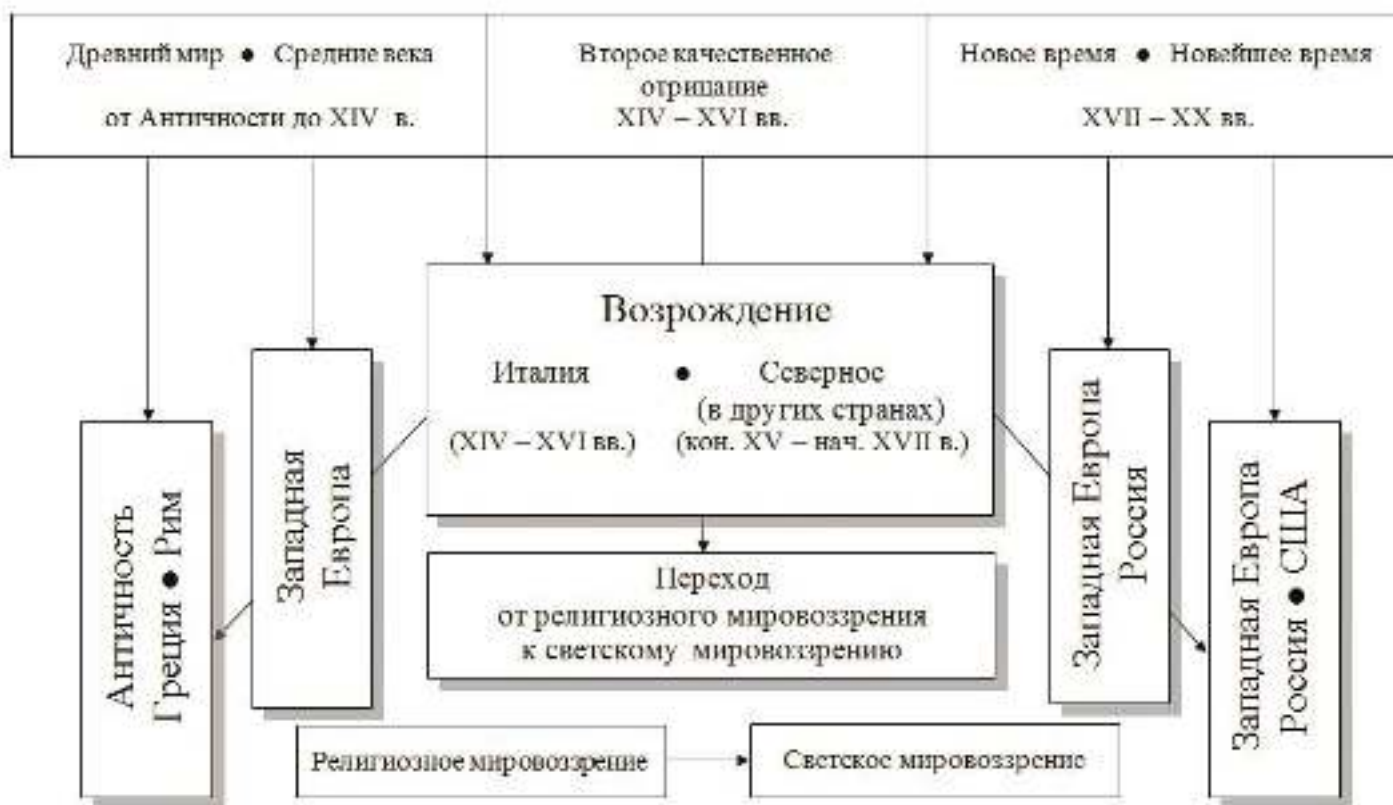 Древний мир ● Средние века
от Античности до XIV в.
Второе качественное
отрицание
XIV – XVI вв.
Новое время ● Новейшее время
XVII – XX вв.
Возрождение
Италия ● Северное
(в других странах)
(XIV – XVI вв.) (кон. XV – нач. XVII в.)
Античность
Греция ● Рим
Западная
Европа
Западная Европа
Россия
Западная Европа
Россия ● США
Переход
от религиозного мировоззрения
к светскому мировоззрению
Религиозное мировоззрение
Светское мировоззрение